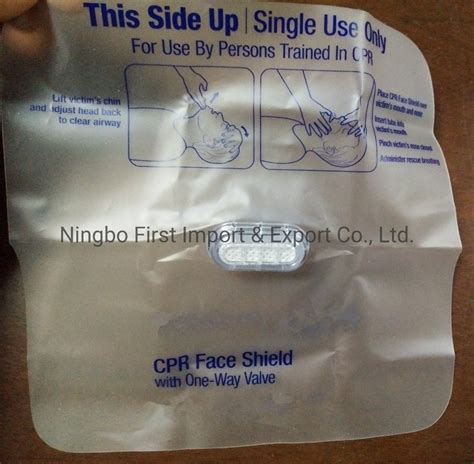 This Side Up | Single Use Only
For Use By Persons Trained In CPR
Lift victim's chin
and adjust head back
to clear airway
Place CPR Face Shield over
victim's mouth and nose
Insert tube into
victim's mouth.
Pinch victim's nose closed
Administer rescue breathing
Ningbo First Import & Export Co., Ltd.
CPR Face Shield
with One-Way Valve